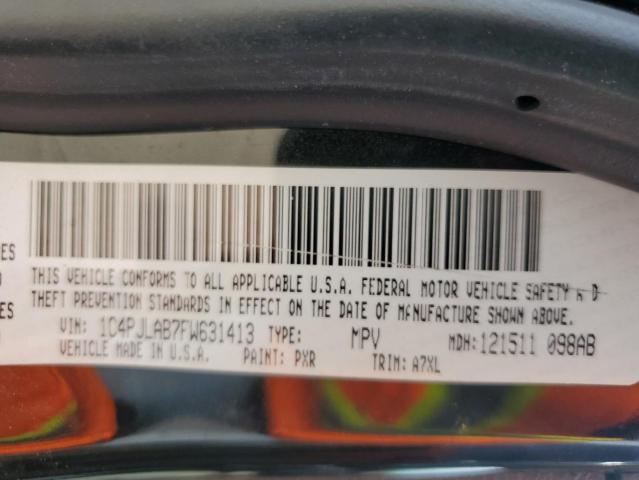 THIS VEHICLE CONFORMS TO ALL APPLICABLE U.S.A. FEDERAL MOTOR VEHICLE SAFETY
THEFT PREVENTION STANDARDS IN EFFECT ON THE DATE OF MANUFACTURE SHOWN ABOVE.
VIN: 1C4PJLAB7FW631413 TYPE: MPV MDH:121511 098AB
VEHICLE MADE IN U.S.A. PAINT: PXR TRIM: A7XL